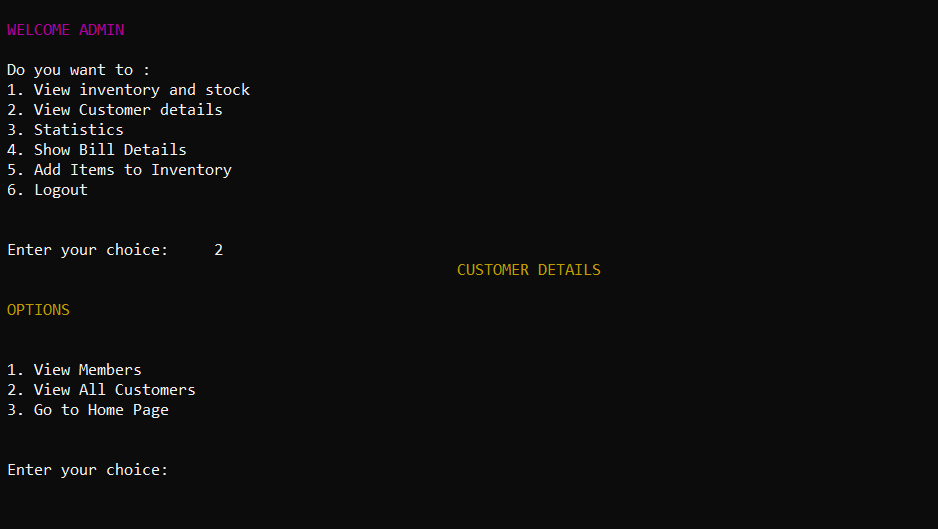 WELCOME ADMIN
Do you want to :
1. View inventory and stock
2. View Customer details
3. Statistics
4. Show Bill Details
5. Add Items to Inventory
6. Logout
Enter your choice:     2
CUSTOMER DETAILS
OPTIONS
1. View Members
2. View All Customers
3. Go to Home Page
Enter your choice: